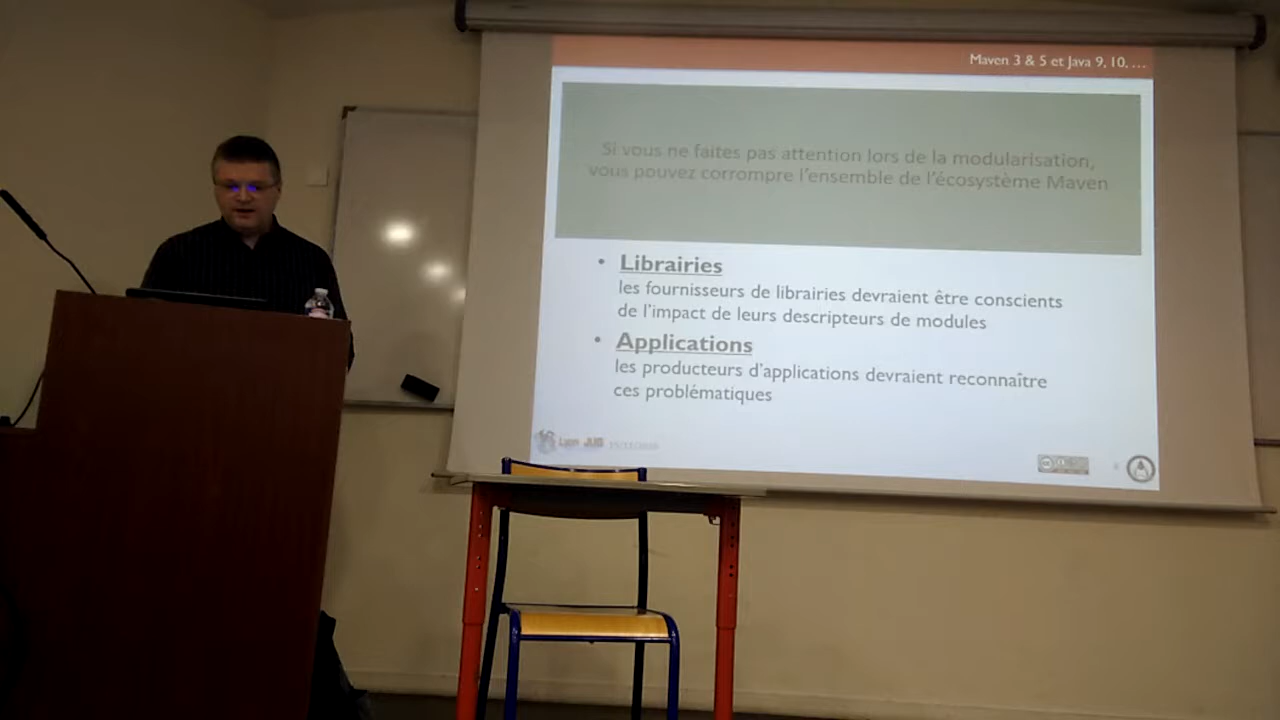 Maven 3 & 5 et Java 9, 10, ...
Si vous ne faites pas attention lors de la modularisation,
vous pouvez corrompre l'ensemble de l'écosystème Maven
• Librairies
les fournisseurs de librairies devraient être conscients
de l'impact de leurs descripteurs de modules
• Applications
les producteurs d'applications devraient reconnaître
ces problématiques
Lyon JUG